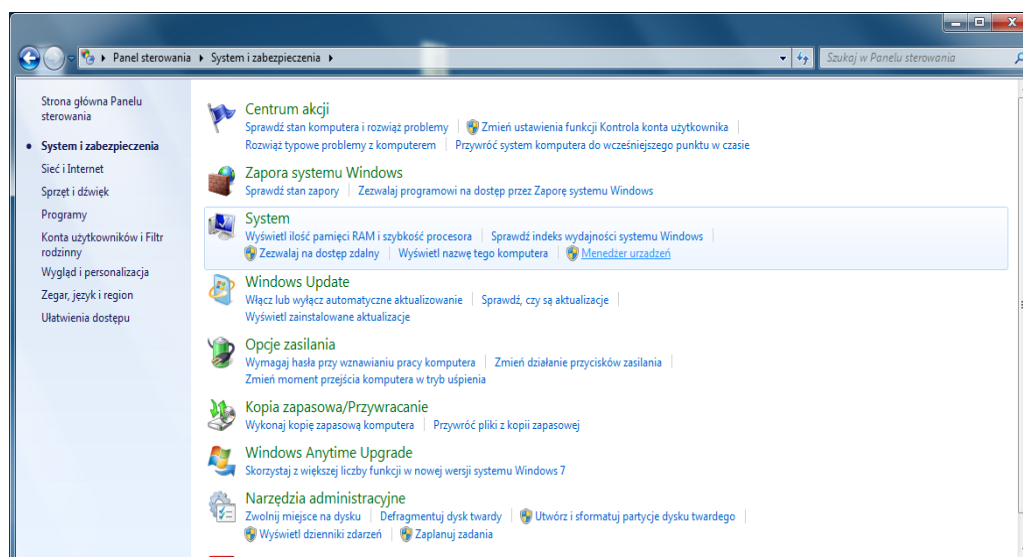 Panel sterowania ▸ System i zabezpieczenia ▸
Szukaj w Panelu sterowania
Strona główna Panelu
sterowania
System i zabezpieczenia
Sieć i Internet
Sprzęt i dźwięk
Programy
Konta użytkowników i Filtr
rodzinny
Wygląd i personalizacja
Zegar, język i region
Ułatwienia dostępu
Centrum akcji
Sprawdź stan komputera i rozwiąż problemy | Zmień ustawienia funkcji Kontrola konta użytkownika |
Rozwiąż typowe problemy z komputerem | Przywróć system komputera do wcześniejszego punktu w czasie
Zapora systemu Windows
Sprawdź stan zapory | Zezwalaj programowi na dostęp przez Zaporę systemu Windows
System
Wyświetl ilość pamięci RAM i szybkość procesora | Sprawdź indeks wydajności systemu Windows |
Zezwalaj na dostęp zdalny | Wyświetl nazwę tego komputera | Menedżer urządzeń
Windows Update
Włącz lub wyłącz automatyczne aktualizowanie | Sprawdź, czy są aktualizacje |
Wyświetl zainstalowane aktualizacje
Opcje zasilania
Wymagaj hasła przy wznawianiu pracy komputera | Zmień działanie przycisków zasilania |
Zmień moment przejścia komputera w tryb uśpienia
Kopia zapasowa/Przywracanie
Wykonaj kopię zapasową komputera | Przywróć pliki z kopii zapasowej
Windows Anytime Upgrade
Skorzystaj z większej liczby funkcji w nowej wersji systemu Windows 7
Narzędzia administracyjne
Zwolnij miejsce na dysku | Defragmentuj dysk twardy | Utwórz i sformatuj partycje dysku twardego |
Wyświetl dzienniki zdarzeń | Zaplanuj zadania